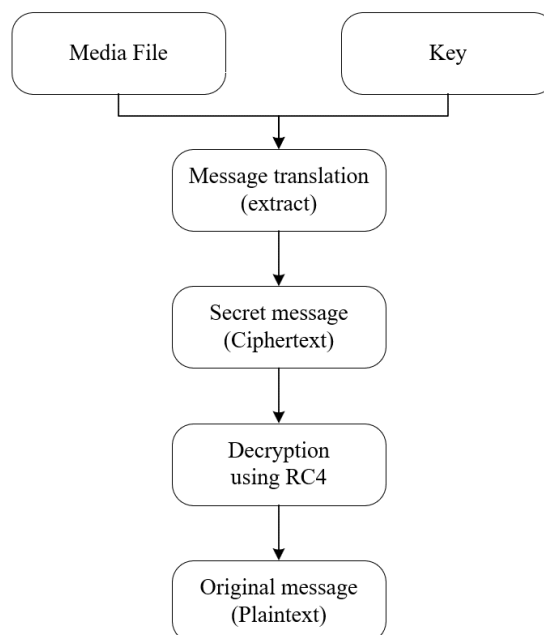 Media File
Key
Message translation
(extract)
Secret message
(Ciphertext)
Decryption
using RC4
Original message
(Plaintext)